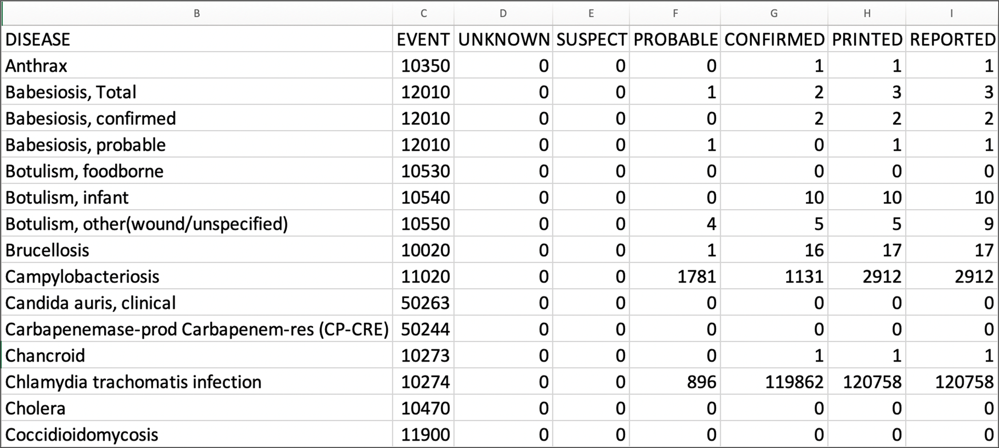 B C D E F G H I
DISEASE EVENT UNKNOWN SUSPECT PROBABLE CONFIRMED PRINTED REPORTED
Anthrax 10350 0 0 0 1 1 1
Babesiosis, Total 12010 0 0 1 2 3 3
Babesiosis, confirmed 12010 0 0 0 2 2 2
Babesiosis, probable 12010 0 0 1 0 1 1
Botulism, foodborne 10530 0 0 0 0 0 0
Botulism, infant 10540 0 0 0 10 10 10
Botulism, other(wound/unspecified) 10550 0 0 4 5 5 9
Brucellosis 10020 0 0 1 16 17 17
Campylobacteriosis 11020 0 0 1781 1131 2912 2912
Candida auris, clinical 50263 0 0 0 0 0 0
Carbapenemase-prod Carbapenem-res (CP-CRE) 50244 0 0 0 0 0 0
Chancroid 10273 0 0 0 1 1 1
Chlamydia trachomatis infection 10274 0 0 896 119862 120758 120758
Cholera 10470 0 0 0 0 0 0
Coccidioidomycosis 11900 0 0 0 0 0 0